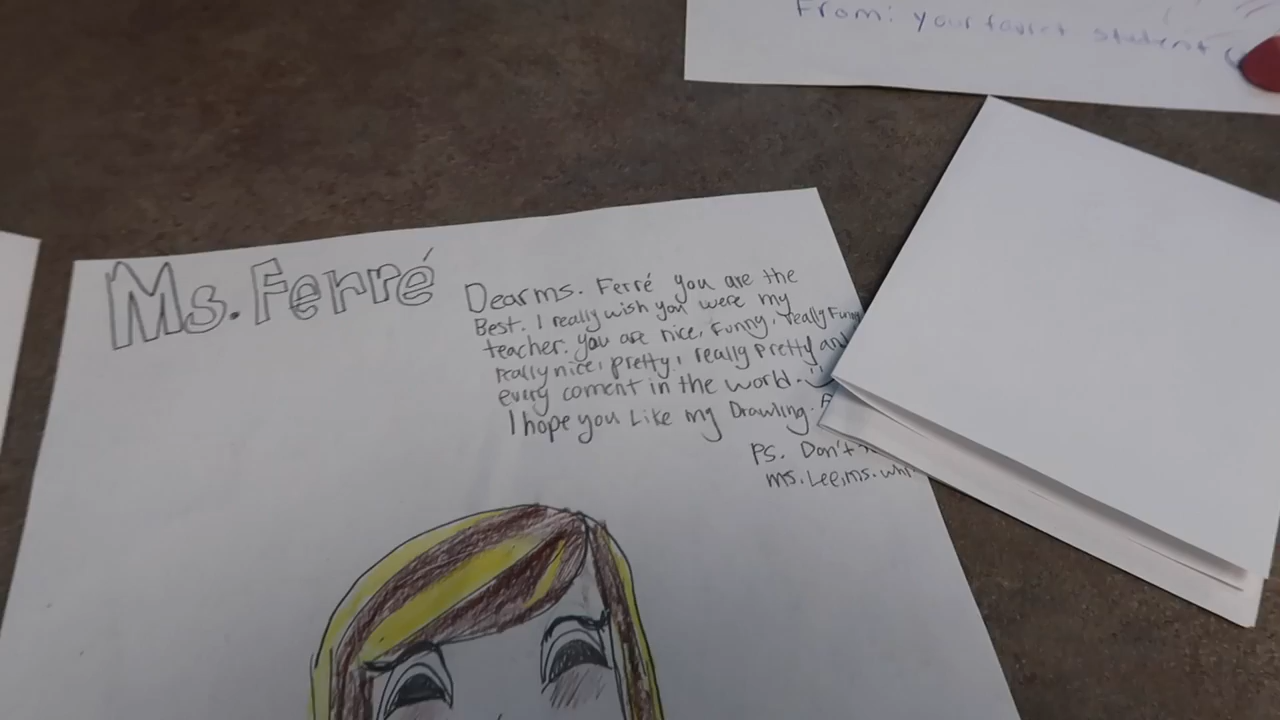 From: your favret student
Ms. Ferré
Dear ms. Ferré you are the
Best. I really wish you were my
teacher. you are nice, funny, really Funny
really nice, pretty, really pretty and
every coment in the world.
I hope you Like my Drawling.
PS. Don't
ms. Lee, ms.